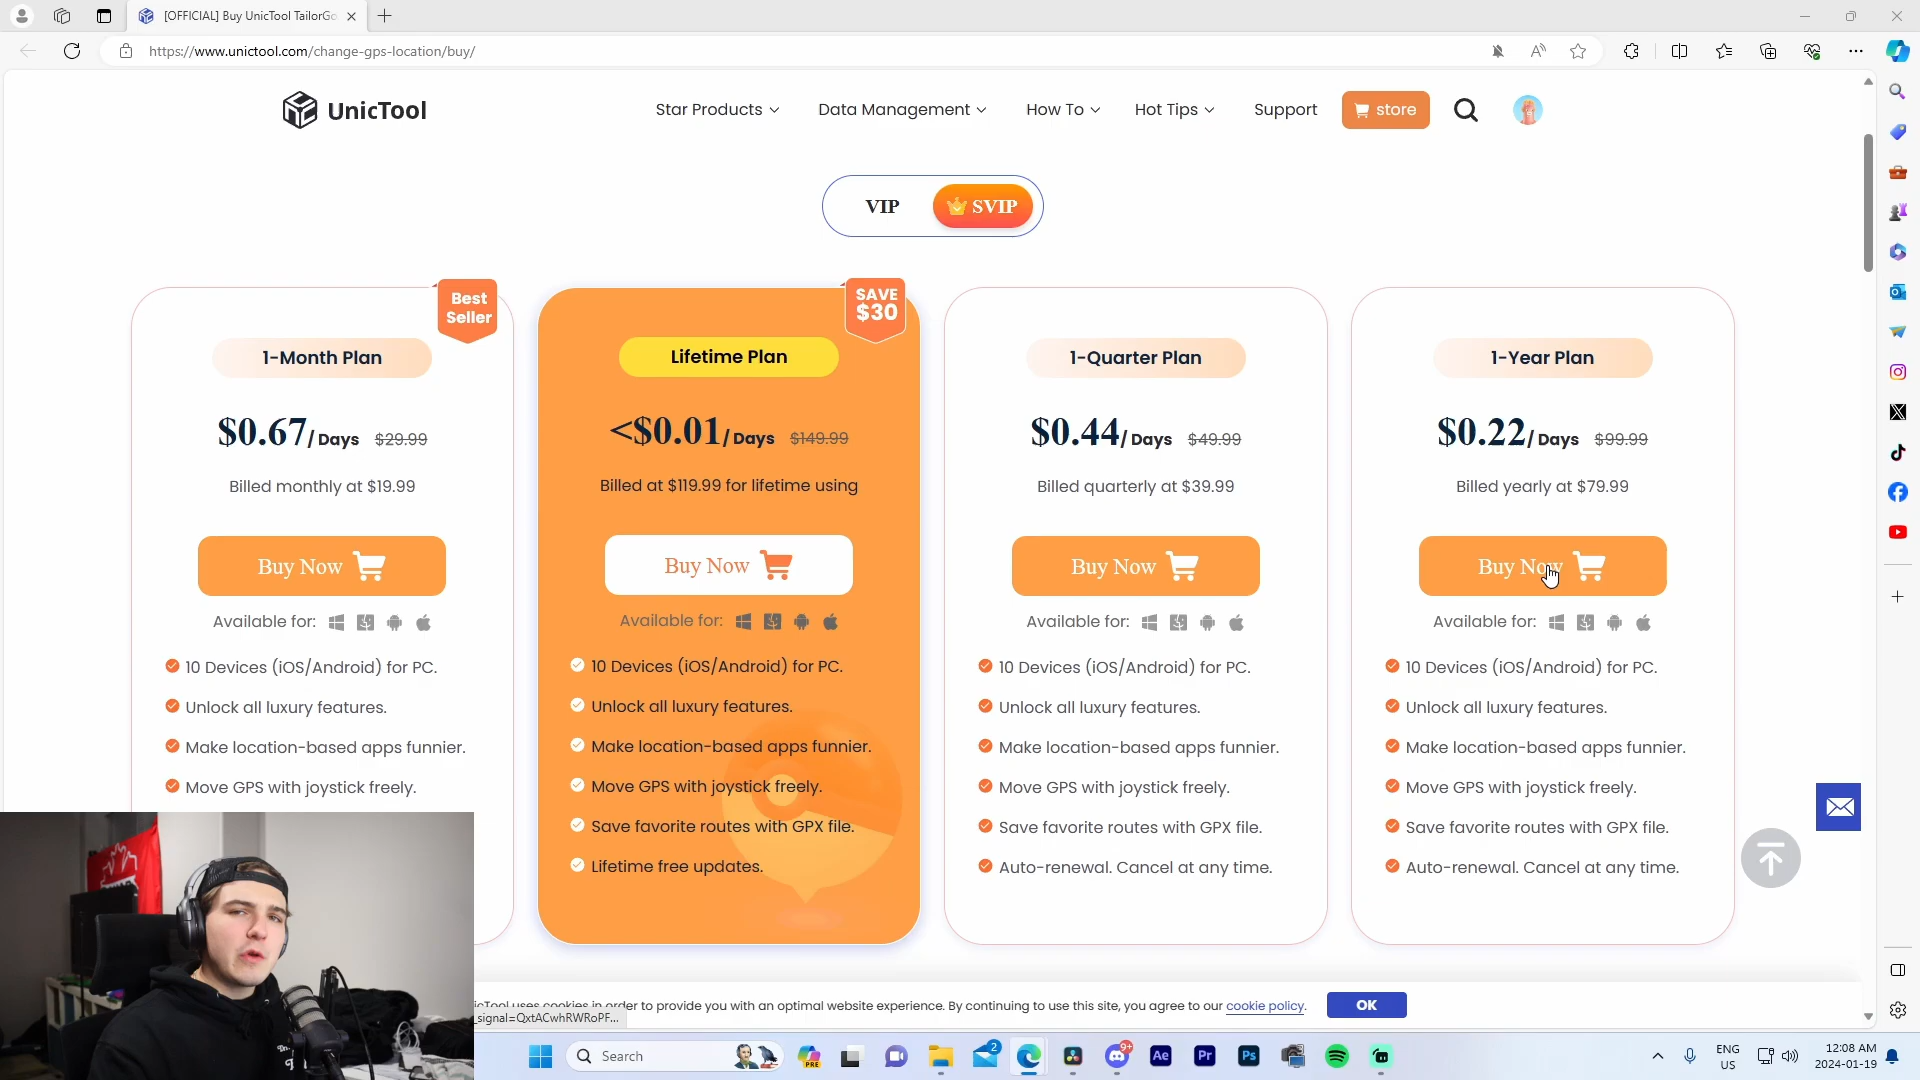 [OFFICIAL] Buy UnicTool TailorGo
https://www.unictool.com/change-gps-location/buy/
UnicTool
Star Products
Data Management
How To
Hot Tips
Support
store
VIP
SVIP
Best
Seller
1-Month Plan
$0.67/ Days $29.99
Billed monthly at $19.99
Buy Now
Available for:
10 Devices (iOS/Android) for PC.
Unlock all luxury features.
Make location-based apps funnier.
Move GPS with joystick freely.
SAVE
$30
Lifetime Plan
<$0.01/ Days $149.99
Billed at $119.99 for lifetime using
Buy Now
Available for:
10 Devices (iOS/Android) for PC.
Unlock all luxury features.
Make location-based apps funnier.
Move GPS with joystick freely.
Save favorite routes with GPX file.
Lifetime free updates.
1-Quarter Plan
$0.44/ Days $49.99
Billed quarterly at $39.99
Buy Now
Available for:
10 Devices (iOS/Android) for PC.
Unlock all luxury features.
Make location-based apps funnier.
Move GPS with joystick freely.
Save favorite routes with GPX file.
Auto-renewal. Cancel at any time.
1-Year Plan
$0.22/ Days $99.99
Billed yearly at $79.99
Buy Now
Available for:
10 Devices (iOS/Android) for PC.
Unlock all luxury features.
Make location-based apps funnier.
Move GPS with joystick freely.
Save favorite routes with GPX file.
Auto-renewal. Cancel at any time.
icTool uses cookies in order to provide you with an optimal website experience. By continuing to use this site, you agree to our cookie policy.
OK
_signal=QxtACwhRWRoPF...
Search
PRE
2
9+
Ae
Pr
Ps
ENG
US
12:08 AM
2024-01-19